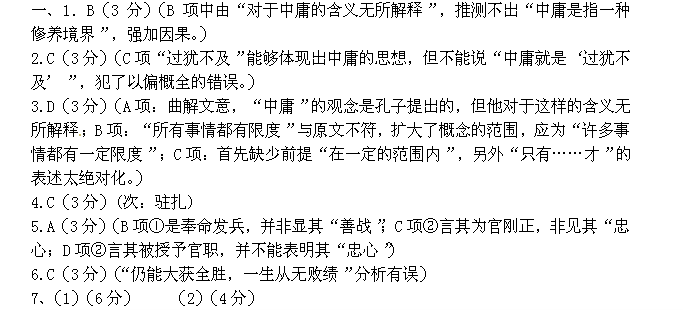 一、1．B（3 分）（B 项中由“对于中庸的含义无所解释”，推测不出“中庸是指一种
修养境界”，强加因果。）
2.C（3分）（C项“过犹不及”能够体现出中庸的思想，但不能说“中庸就是‘过犹不
及’”，犯了以偏概全的错误。）
3.D（3分）（A项：曲解文意，“中庸”的观念是孔子提出的，但他对于这样的含义无
所解释；B项：“所有事情都有限度”与原文不符，扩大了概念的范围，应为“许多事
情都有一定限度”；C项：首先缺少前提“在一定的范围内”，另外“只有……才”的
表述太绝对化。）
4.C（3分）（次：驻扎）
5.A（3分）（B项①是奉命发兵，并非显其“善战”；C项②言其为官刚正，非见其“忠
心；D项②言其被授予官职，并不能表明其“忠心”）
6.C（3分）（“仍能大获全胜，一生从无败绩”分析有误）
7、（1）（6分） （2）（4分）